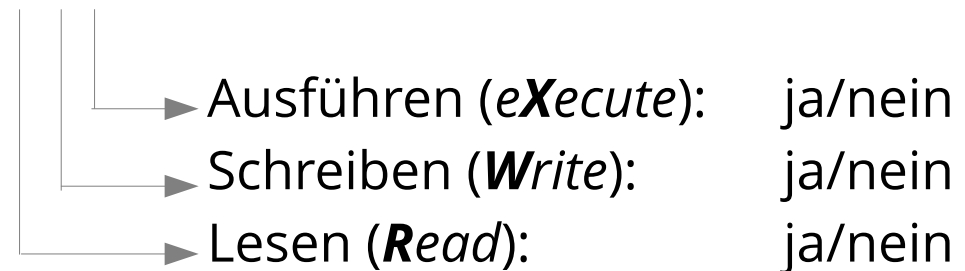 Ausführen (eXecute): ja/nein
Schreiben (Write): ja/nein
Lesen (Read): ja/nein